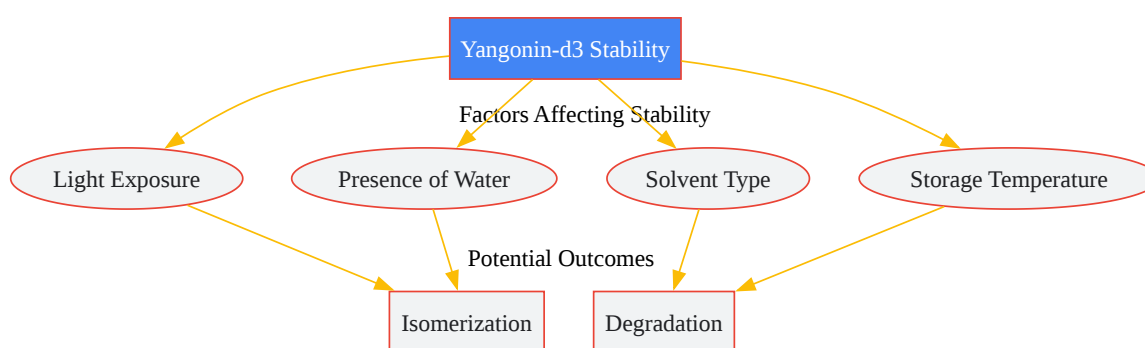 Yangonin-d3 Stability
Factors Affecting Stability
Light Exposure
Presence of Water
Solvent Type
Storage Temperature
Potential Outcomes
Isomerization
Degradation